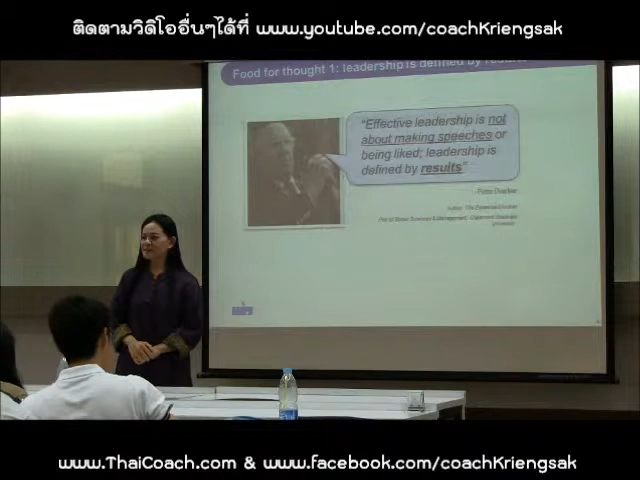 ติดตามวิดิโออื่นๆได้ที่ www.youtube.com/coachKriengsak
Food for thought 1: leadership is defined by results
"Effective leadership is not
about making speeches or
being liked; leadership is
defined by results"
- Peter Drucker
www.ThaiCoach.com & www.facebook.com/coachKriengsak